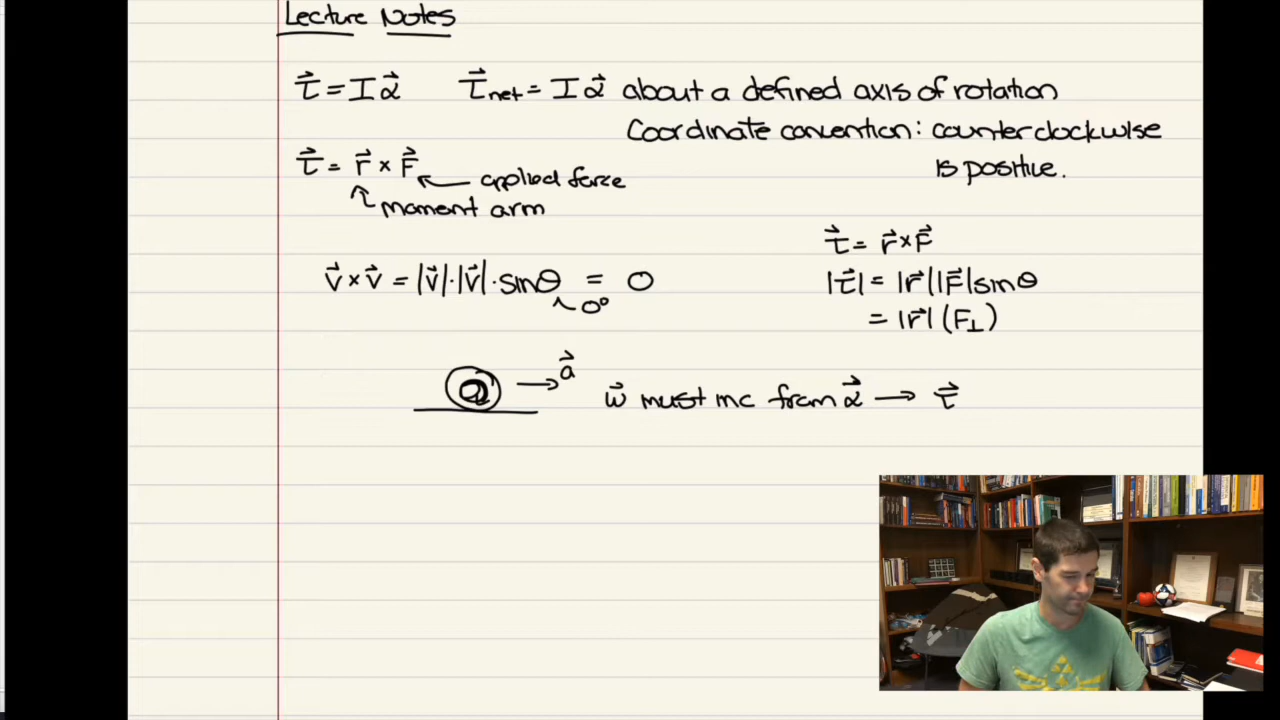 Lecture Notes
τ⃗ = Iα⃗   τ⃗net = Iα⃗ about a defined axis of rotation
Coordinate convention: counterclockwise
is positive.
τ⃗ = r⃗ × F⃗ ← applied force
↖ moment arm
τ⃗ = r⃗ × F⃗
v⃗ × v⃗ = |v⃗|·|v⃗|·sinθ = 0
↖ 0°
|τ⃗| = |r⃗||F⃗|sinθ
= |r⃗|(F⊥)
→ a⃗
ω⃗ must inc from α⃗ → τ⃗